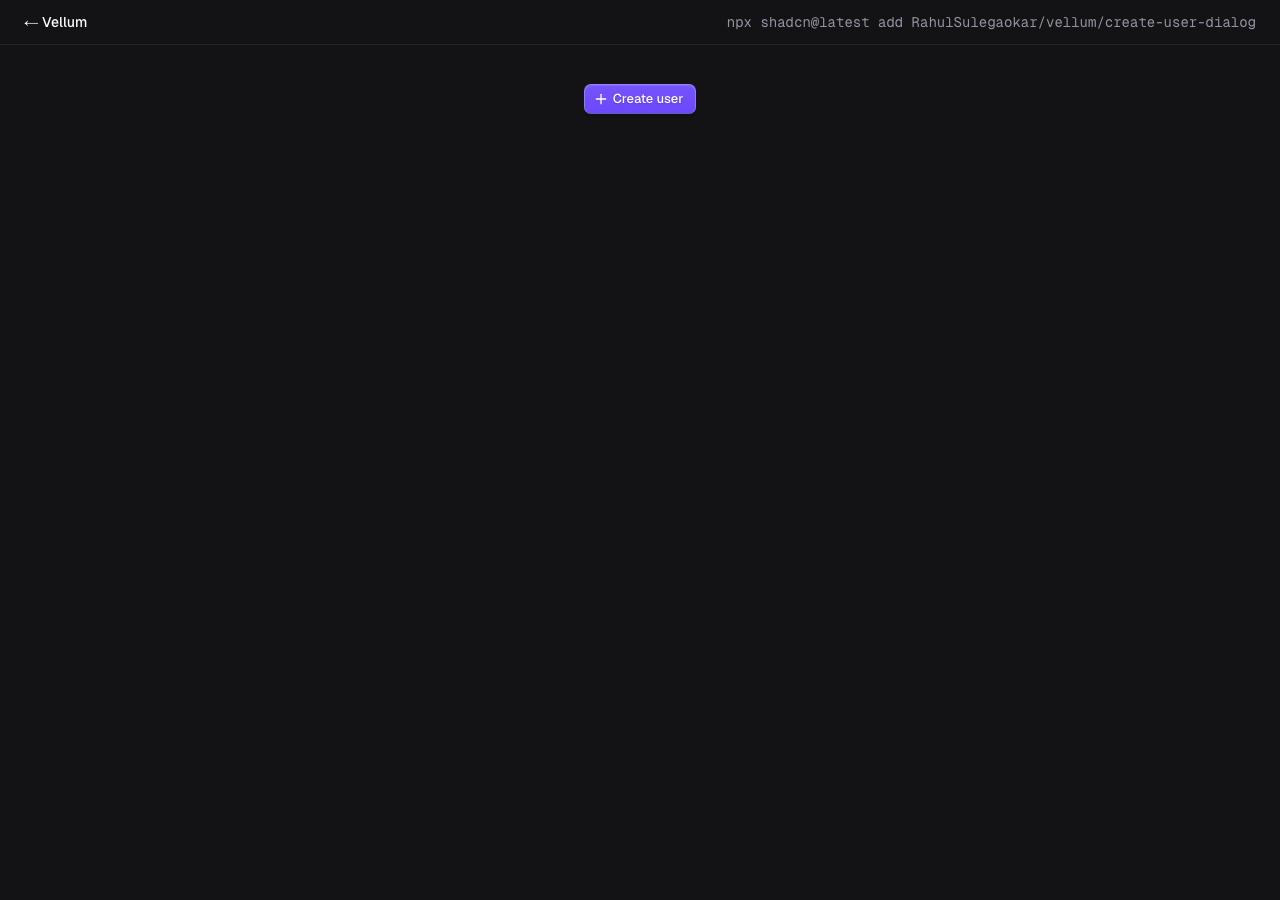 ← Vellum
npx shadcn@latest add RahulSulegaokar/vellum/create-user-dialog
+ Create user